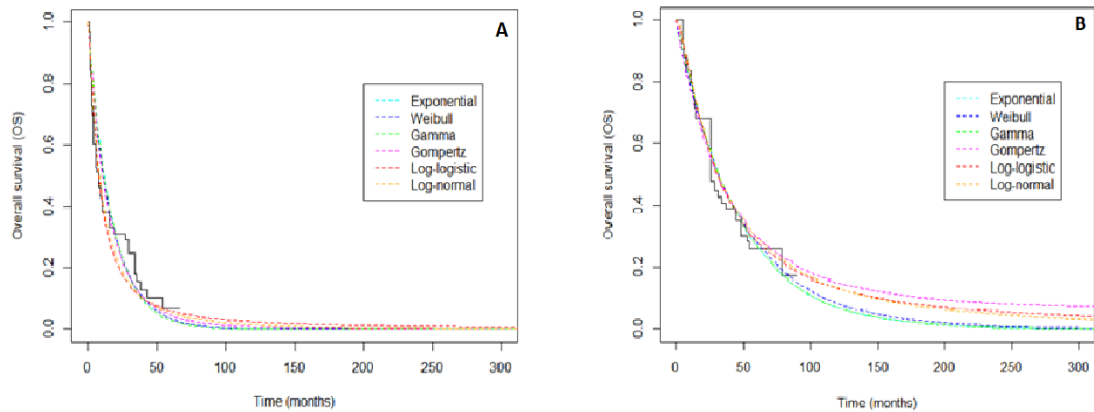 A
Overall survival (OS)
1.0
0.8
0.6
0.4
0.2
0.0
Exponential
Weibull
Gamma
Gompertz
Log-logistic
Log-normal
0 50 100 150 200 250 300
Time (months)
B
Overall survival (OS)
1.0
0.8
0.6
0.4
0.2
0.0
Exponential
Weibull
Gamma
Gompertz
Log-logistic
Log-normal
0 50 100 150 200 250 300
Time (months)